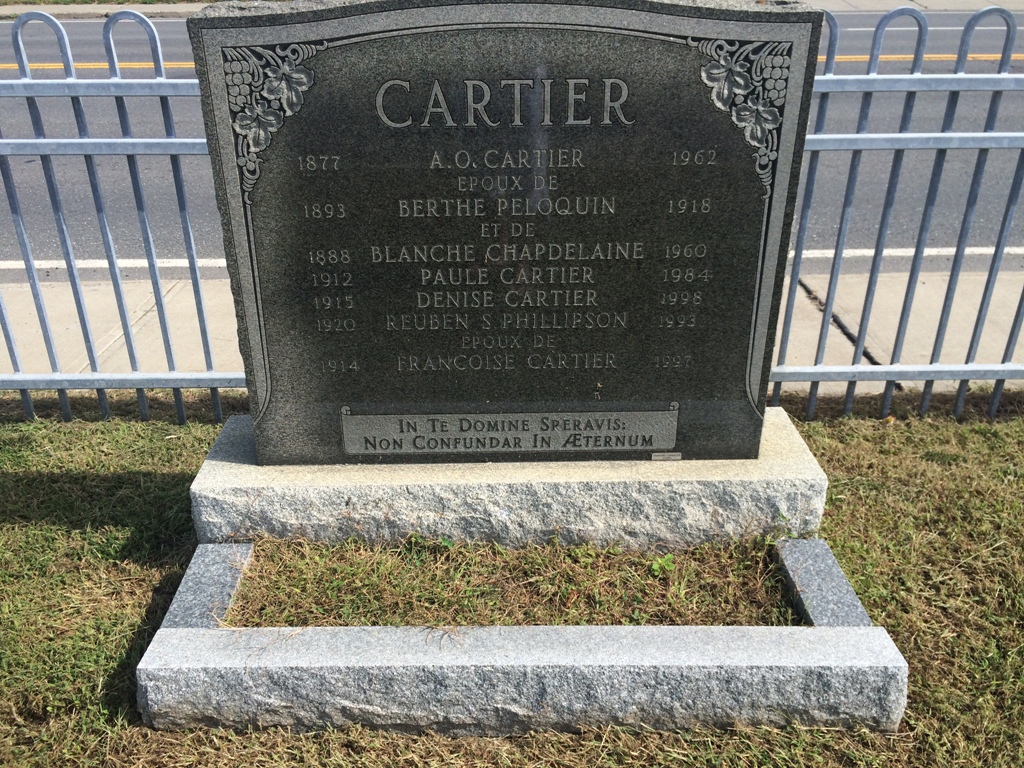 CARTIER
1877 A.O. CARTIER 1962
EPOUX DE
1893 BERTHE PELOQUIN 1918
ET DE
1888 BLANCHE CHAPDELAINE 1960
1912 PAULE CARTIER 1984
1915 DENISE CARTIER 1998
1920 REUBEN S PHILLIPSON 1993
EPOUX DE
1914 FRANCOISE CARTIER 1997
IN TE DOMINE SPERAVIS:
NON CONFUNDAR IN ÆTERNUM